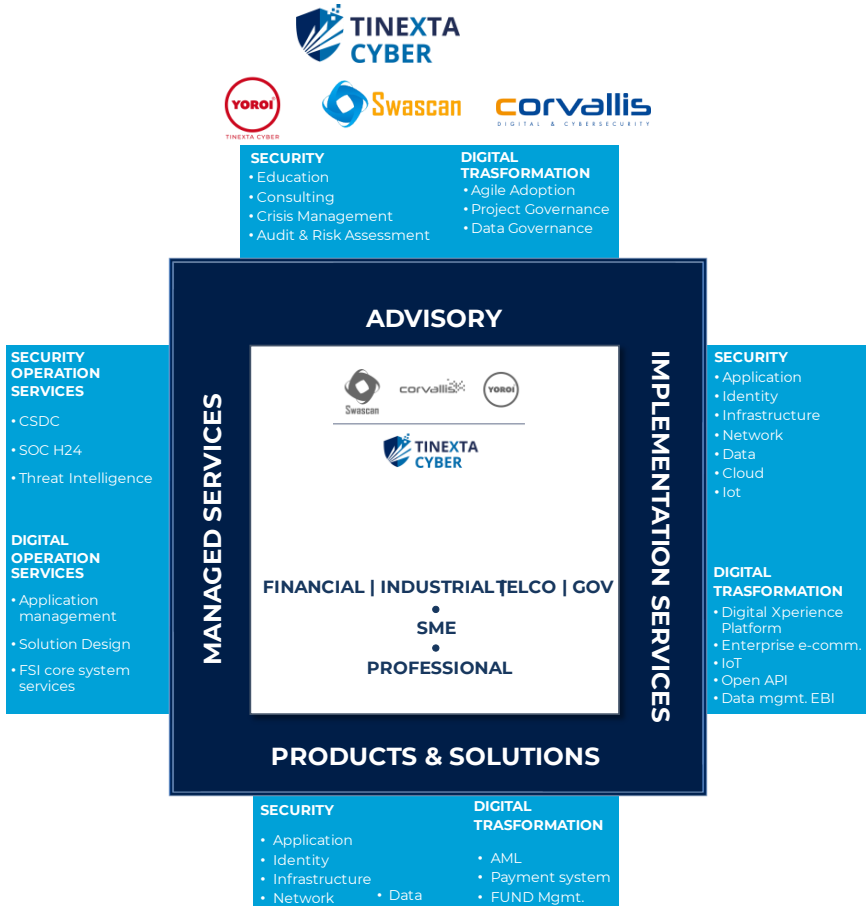 TINEXTA
CYBER
YOROI
TINEXTA CYBER
Swascan
corvallis
DIGITAL & CYBERSECURITY
SECURITY
• Education
• Consulting
• Crisis Management
• Audit & Risk Assessment
DIGITAL
TRASFORMATION
• Agile Adoption
• Project Governance
• Data Governance
ADVISORY
SECURITY
OPERATION
SERVICES
• CSDC
• SOC H24
• Threat Intelligence
DIGITAL
OPERATION
SERVICES
• Application
management
• Solution Design
• FSI core system
services
MANAGED SERVICES
Swascan
corvallis
YOROI
TINEXTA
CYBER
FINANCIAL | INDUSTRIAL | TELCO | GOV
•
SME
•
PROFESSIONAL
IMPLEMENTATION SERVICES
SECURITY
• Application
• Identity
• Infrastructure
• Network
• Data
• Cloud
• Iot
DIGITAL
TRASFORMATION
• Digital Xperience
Platform
• Enterprise e-comm.
• IoT
• Open API
• Data mgmt. EBI
PRODUCTS & SOLUTIONS
SECURITY
• Application
• Identity
• Infrastructure
• Network
• Data
DIGITAL
TRASFORMATION
• AML
• Payment system
• FUND Mgmt.